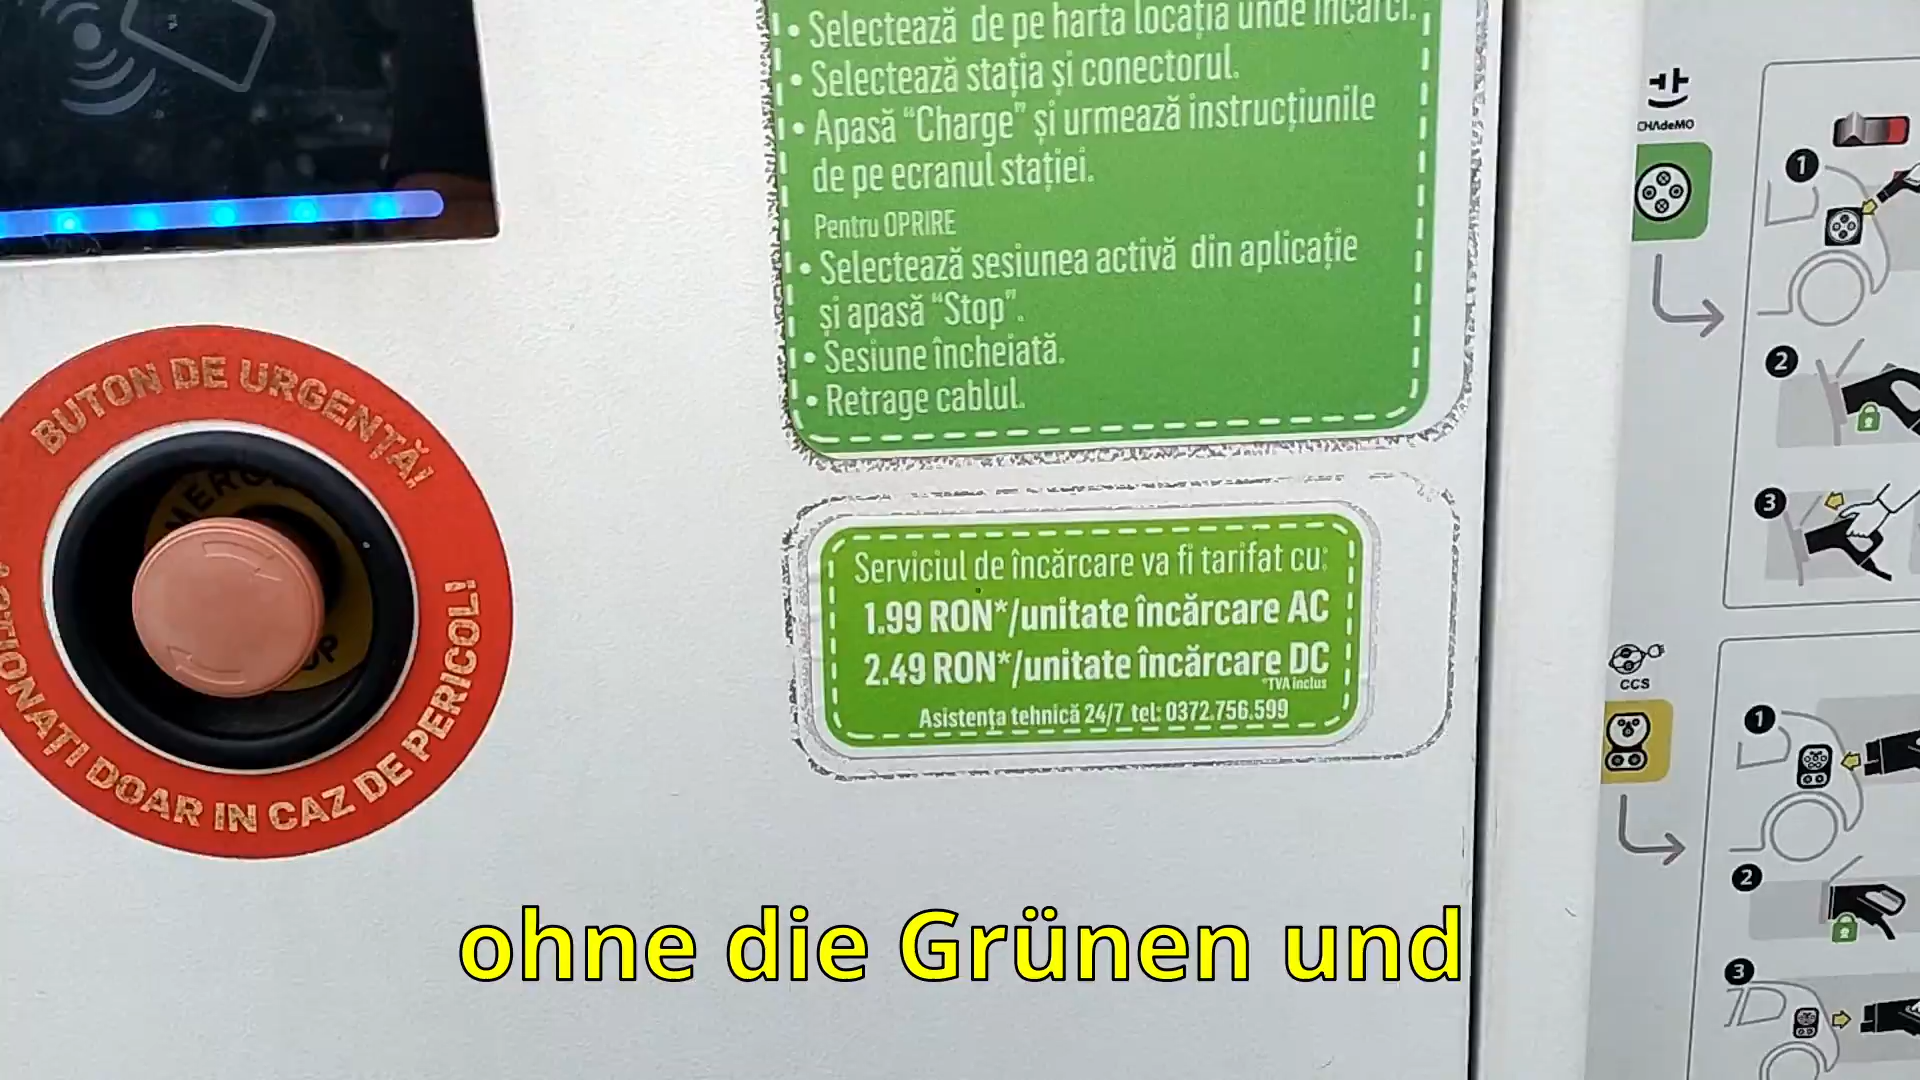 • Selectează de pe harta locația unde încarci.
• Selectează stația și conectorul.
• Apasă “Charge” și urmează instrucțiunile
de pe ecranul stației.
Pentru OPRIRE
• Selectează sesiunea activă din aplicație
și apasă “Stop”.
• Sesiune încheiată.
• Retrage cablul.
BUTON DE URGENȚĂ!
DOAR IN CAZ DE PERICOL!
Serviciul de încărcare va fi tarifat cu:
1.99 RON*/unitate încărcare AC
2.49 RON*/unitate încărcare DC
*TVA inclus
Asistența tehnică 24/7 tel: 0372.756.599
CHAdeMO
1
2
3
CCS
1
2
3
ohne die Grünen und